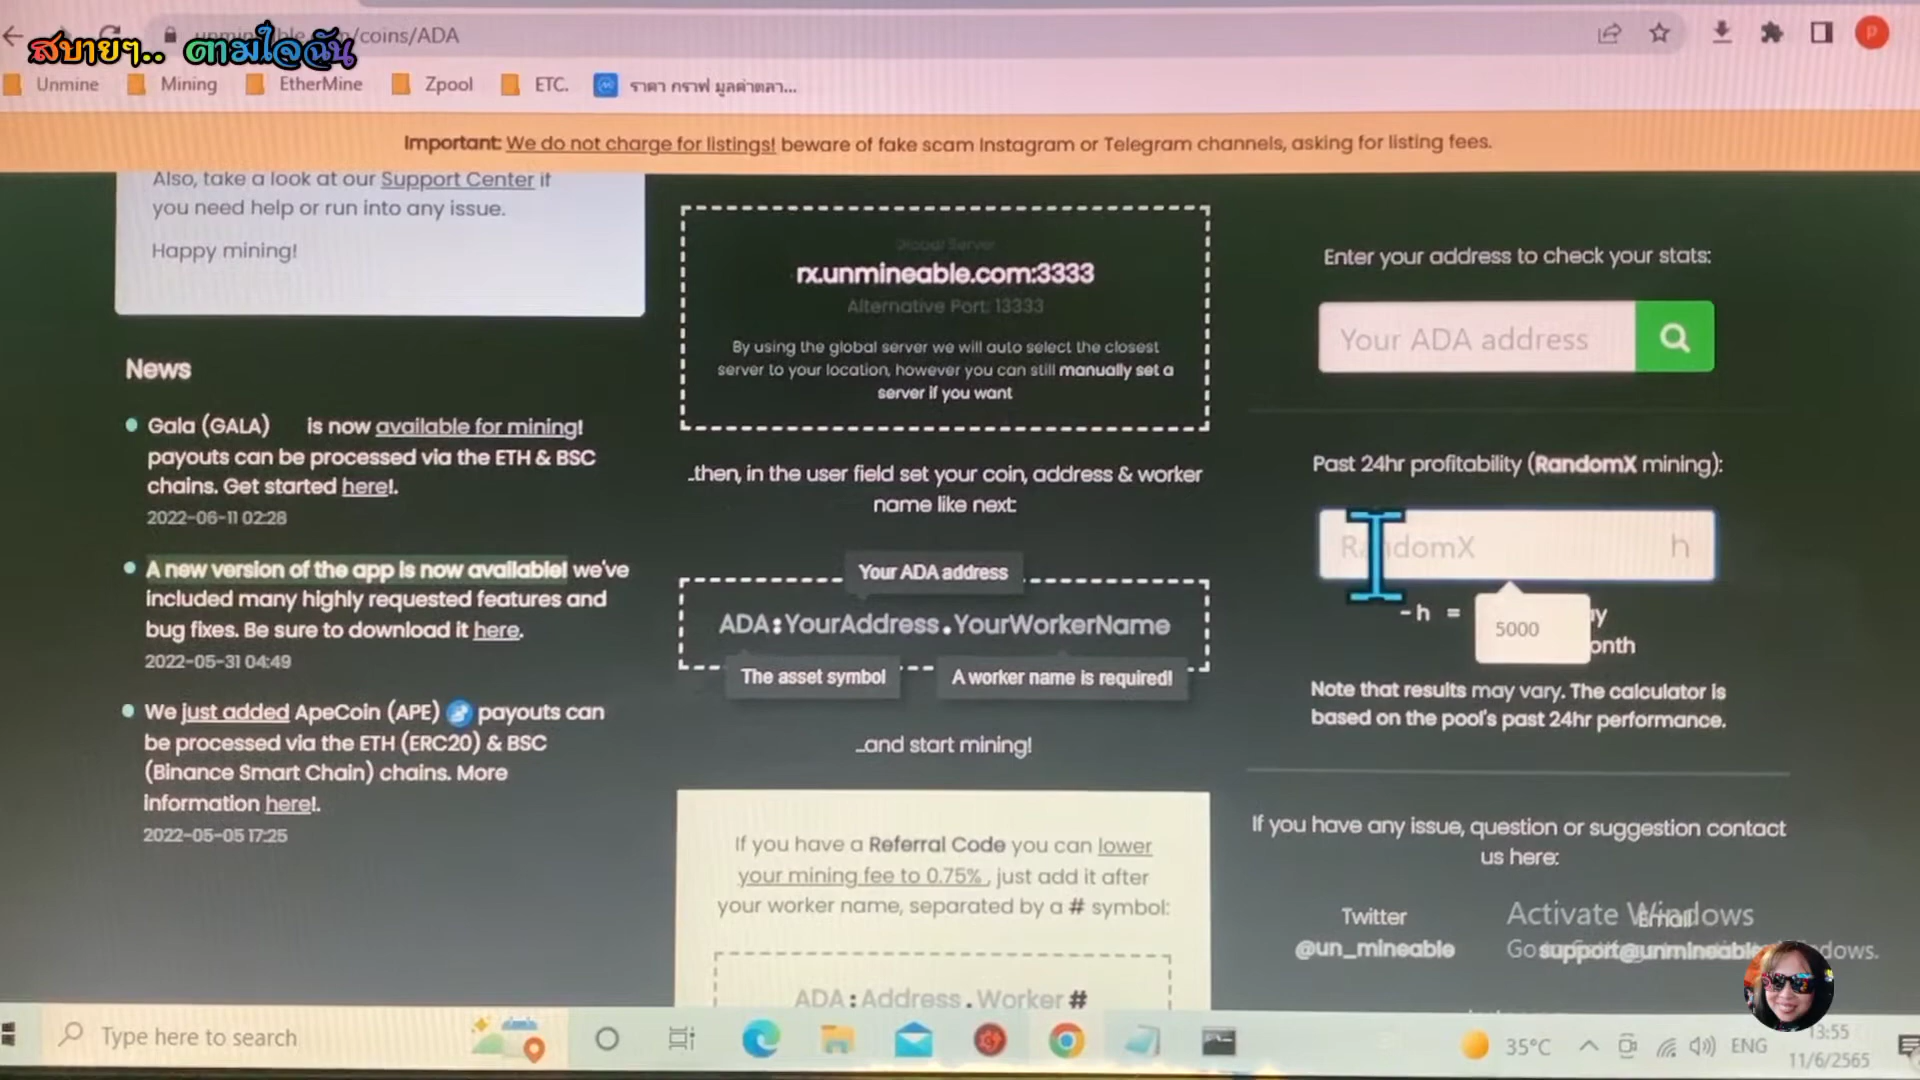 สบายๆ.. ตามใจฉัน
/coins/ADA
Unmine
Mining
EtherMine
Zpool
ETC.
ราคา กราฟ มูลค่าตลา...
Important: We do not charge for listings! beware of fake scam Instagram or Telegram channels, asking for listing fees.
Also, take a look at our Support Center if
you need help or run into any issue.
Happy mining!
News
Gala (GALA) is now available for mining!
payouts can be processed via the ETH & BSC
chains. Get started here!.
2022-06-11 02:28
A new version of the app is now available! we've
included many highly requested features and
bug fixes. Be sure to download it here.
2022-05-31 04:49
We just added ApeCoin (APE) payouts can
be processed via the ETH (ERC20) & BSC
(Binance Smart Chain) chains. More
information here!.
2022-05-05 17:25
Global Server
rx.unmineable.com:3333
Alternative Port: 13333
By using the global server we will auto select the closest
server to your location, however you can still manually set a
server if you want
..then, in the user field set your coin, address & worker
name like next:
Your ADA address
ADA:YourAddress.YourWorkerName
The asset symbol
A worker name is required!
...and start mining!
If you have a Referral Code you can lower
your mining fee to 0.75% , just add it after
your worker name, separated by a # symbol:
ADA:Address.Worker#
Enter your address to check your stats:
Your ADA address
Past 24hr profitability (RandomX mining):
RandomX h
- h =
5000
Note that results may vary. The calculator is
based on the pool's past 24hr performance.
If you have any issue, question or suggestion contact
us here:
Twitter
@un_mineable
Email
support@unmineable
Activate Windows
Type here to search
35°C
ENG
13:55
11/6/2565